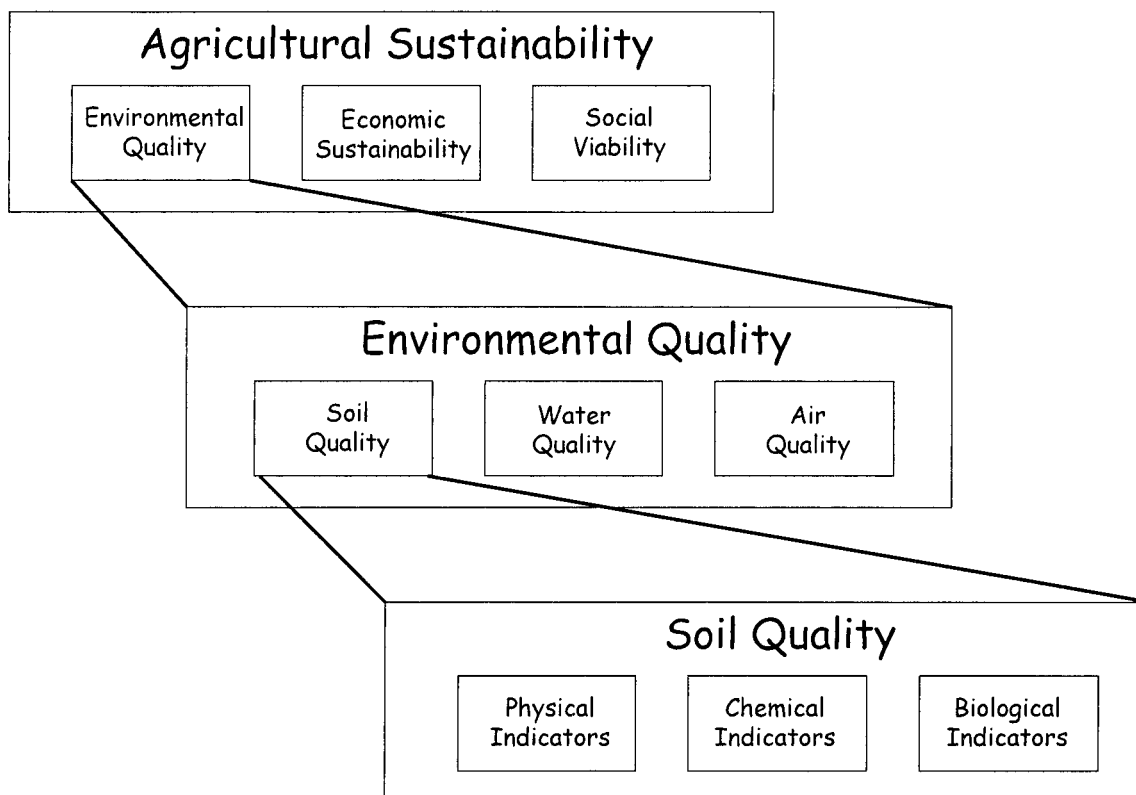 Agricultural Sustainability
Environmental
Quality
Economic
Sustainability
Social
Viability
Environmental Quality
Soil
Quality
Water
Quality
Air
Quality
Soil Quality
Physical
Indicators
Chemical
Indicators
Biological
Indicators